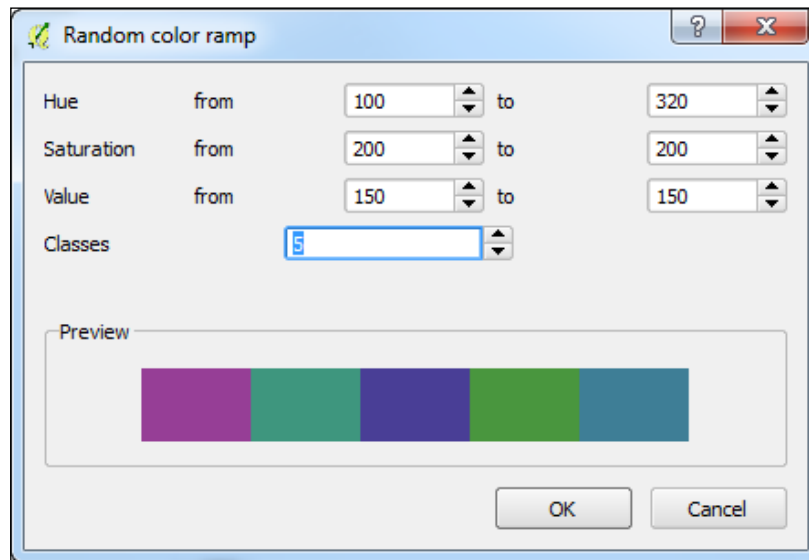 Random color ramp
Hue from 100 to 320
Saturation from 200 to 200
Value from 150 to 150
Classes 5
Preview
OK Cancel